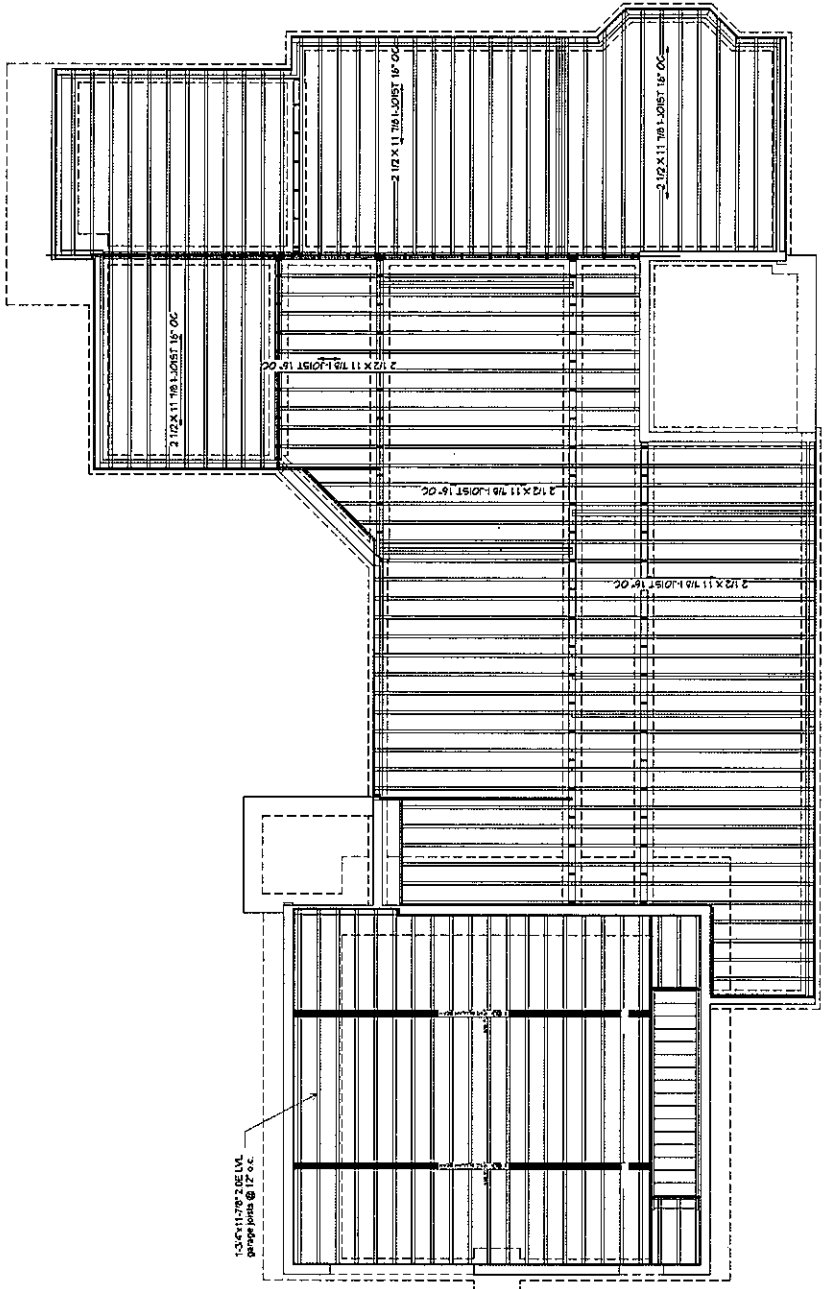 2 1/2 X 11 7/8 I-JOIST 16" OC
2 1/2 X 11 7/8 I-JOIST 16" OC
2 1/2 X 11 7/8 I-JOIST 16" OC
2 1/2 X 11 7/8 I-JOIST 16" OC
2 1/2 X 11 7/8 I-JOIST 16" OC
2 1/2 X 11 7/8 I-JOIST 16" OC
1-3/4"x11-7/8" 2.0E LVL
garage joists @ 12" o.c.